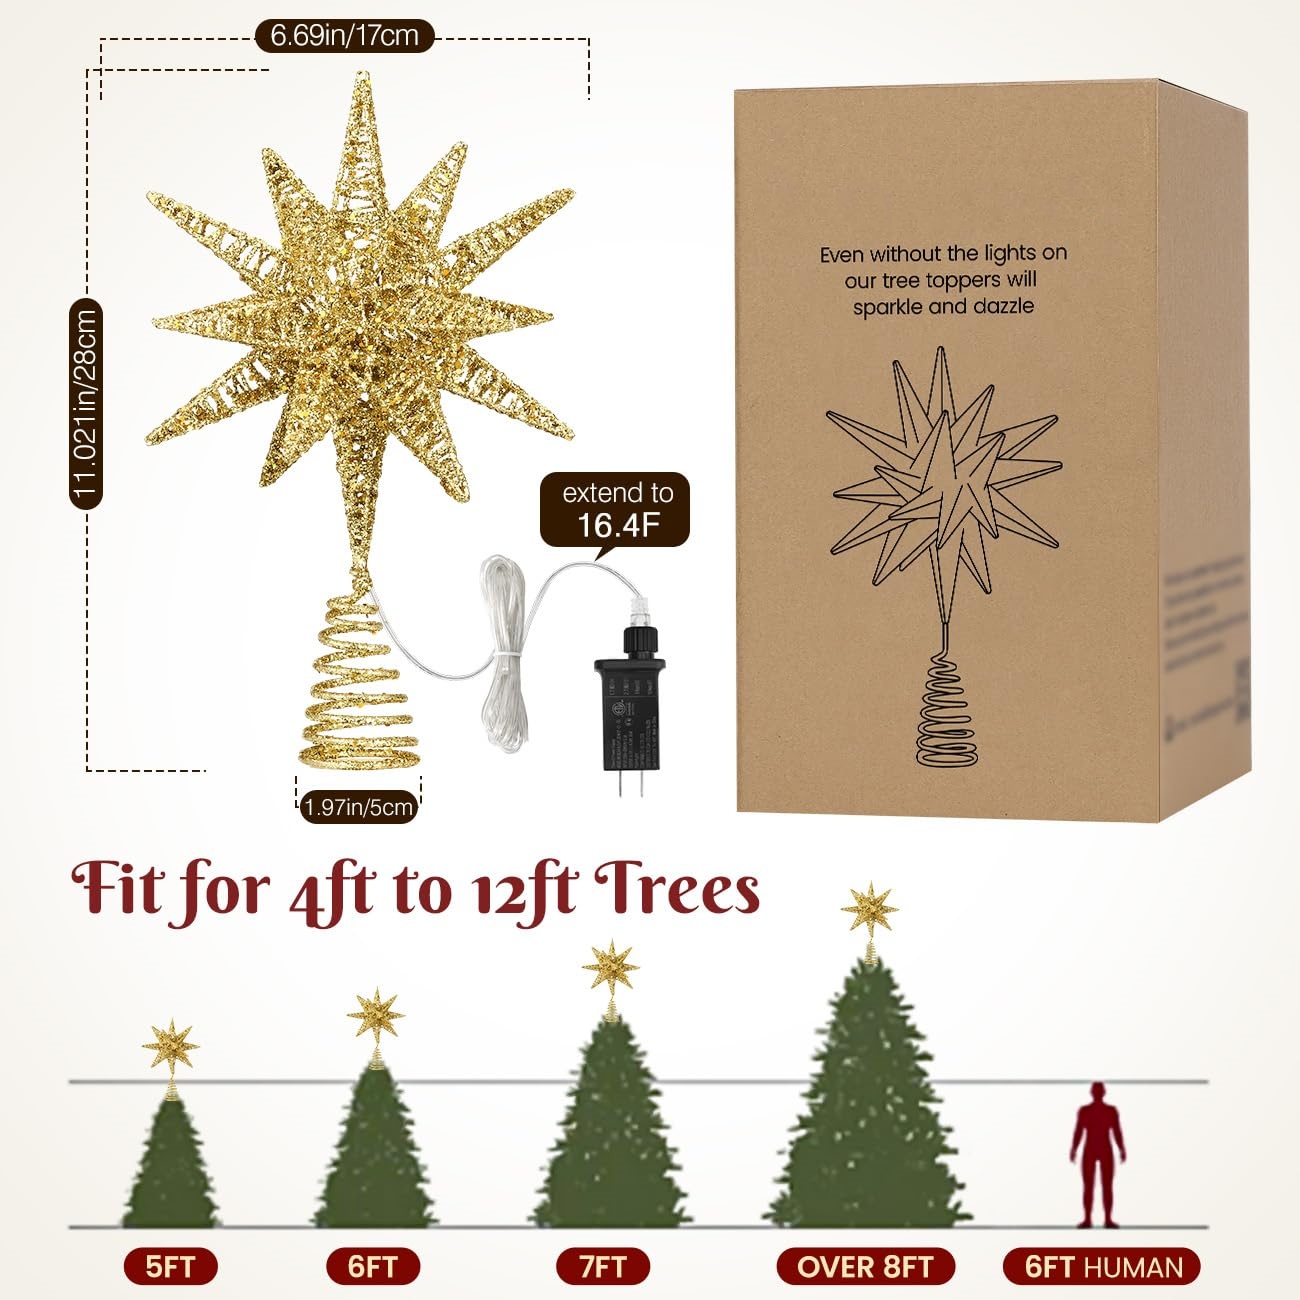 6.69in/17cm
11.021in/28cm
Even without the lights on
our tree toppers will
sparkle and dazzle
extend to
16.4F
1.97in/5cm
Fit for 4ft to 12ft Trees
5FT
6FT
7FT
OVER 8FT
6FT HUMAN